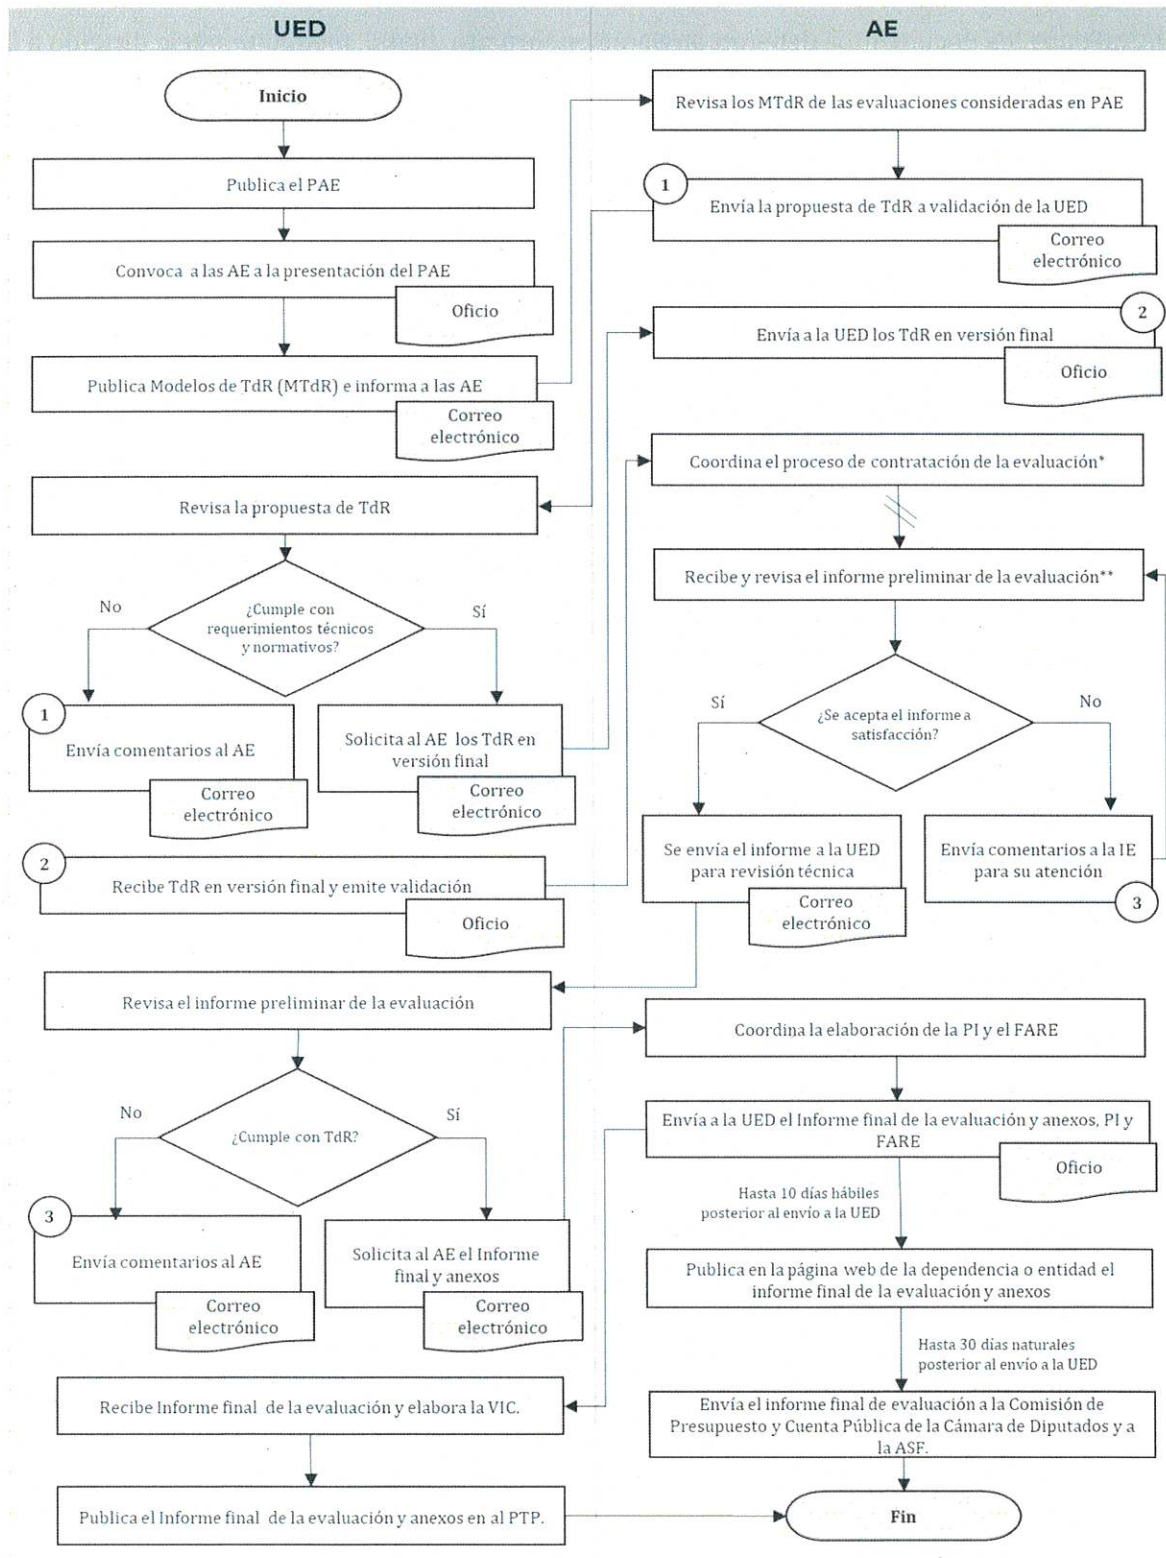 UED
AE
Inicio
Publica el PAE
Convoca a las AE a la presentación del PAE
Oficio
Publica Modelos de TdR (MTdR) e informa a las AE
Correo
electrónico
Revisa los MTdR de las evaluaciones consideradas en PAE
1
Envía la propuesta de TdR a validación de la UED
Correo
electrónico
2
Envía a la UED los TdR en versión final
Oficio
Coordina el proceso de contratación de la evaluación*
Revisa la propuesta de TdR
Recibe y revisa el informe preliminar de la evaluación**
No
¿Cumple con
requerimientos técnicos
y normativos?
Sí
1
Envía comentarios al AE
Correo
electrónico
Solicita al AE los TdR en
versión final
Correo
electrónico
Sí
¿Se acepta el informe a
satisfacción?
No
Se envía el informe a la UED
para revisión técnica
Correo
electrónico
Envía comentarios a la IE
para su atención
3
2
Recibe TdR en versión final y emite validación
Oficio
Revisa el informe preliminar de la evaluación
No
¿Cumple con TdR?
Sí
3
Envía comentarios al AE
Correo
electrónico
Solicita al AE el Informe
final y anexos
Correo
electrónico
Coordina la elaboración de la PI y el FARE
Envía a la UED el Informe final de la evaluación y anexos, PI y
FARE
Oficio
Hasta 10 días hábiles
posterior al envío a la UED
Publica en la página web de la dependencia o entidad el
informe final de la evaluación y anexos
Hasta 30 días naturales
posterior al envío a la UED
Envía el informe final de evaluación a la Comisión de
Presupuesto y Cuenta Pública de la Cámara de Diputados y a
la ASF.
Recibe Informe final de la evaluación y elabora la VIC.
Publica el Informe final de la evaluación y anexos en al PTP.
Fin